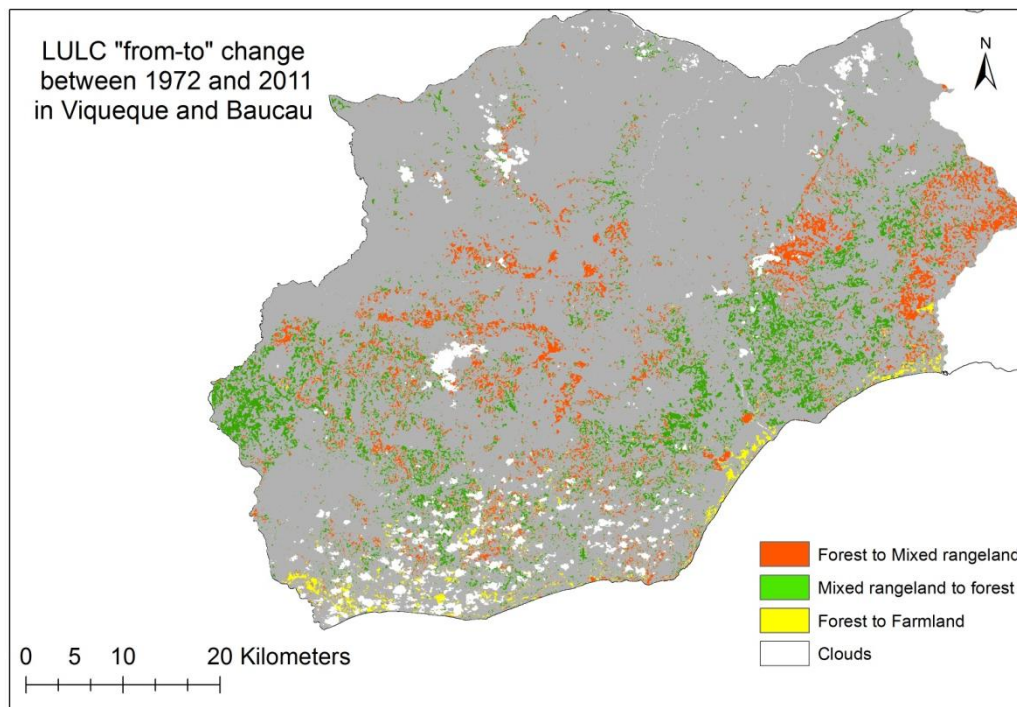 LULC "from-to" change
between 1972 and 2011
in Viqueque and Baucau
N
Forest to Mixed rangeland
Mixed rangeland to forest
Forest to Farmland
Clouds
0 5 10 20 Kilometers